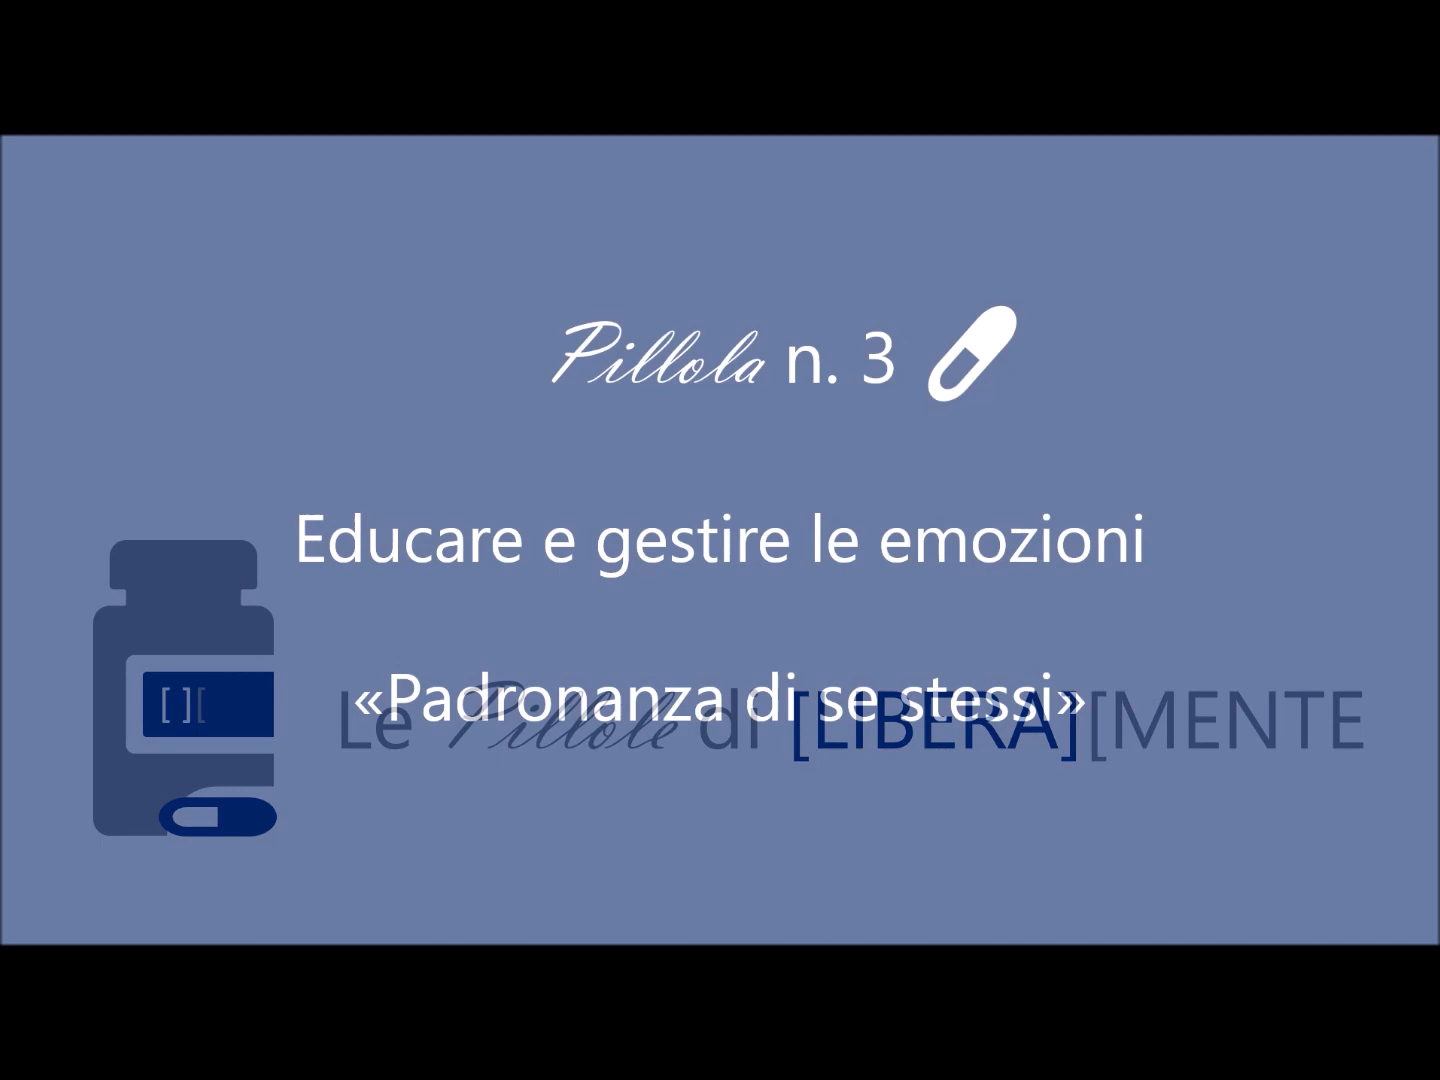 Pillola n. 3
Educare e gestire le emozioni
«Padronanza di se stessi»
[ ][
Le Pillole di [LIBERA][MENTE